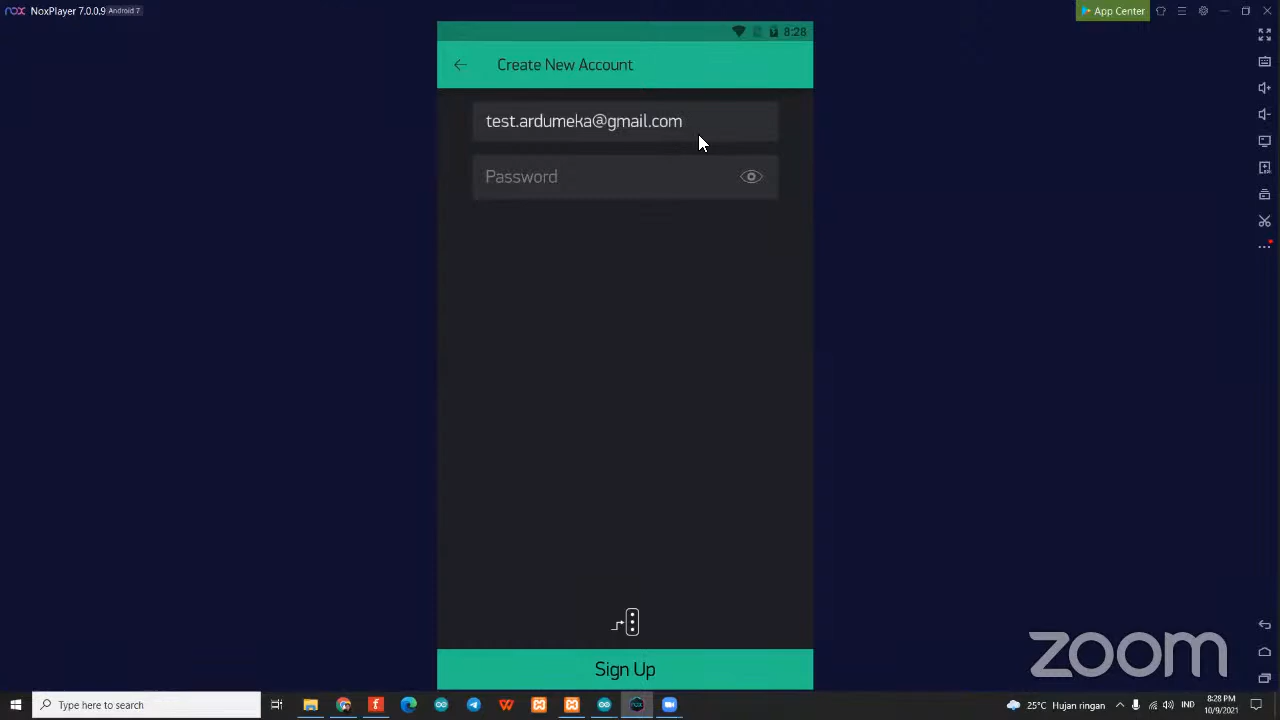 nox NoxPlayer 7.0.0.9 Android 7
App Center
8:28
Create New Account
test.ardumeka@gmail.com
Password
Sign Up
zoom
Type here to search
25°C Hujan ringan
IND
8:28 PM
10/9/2021